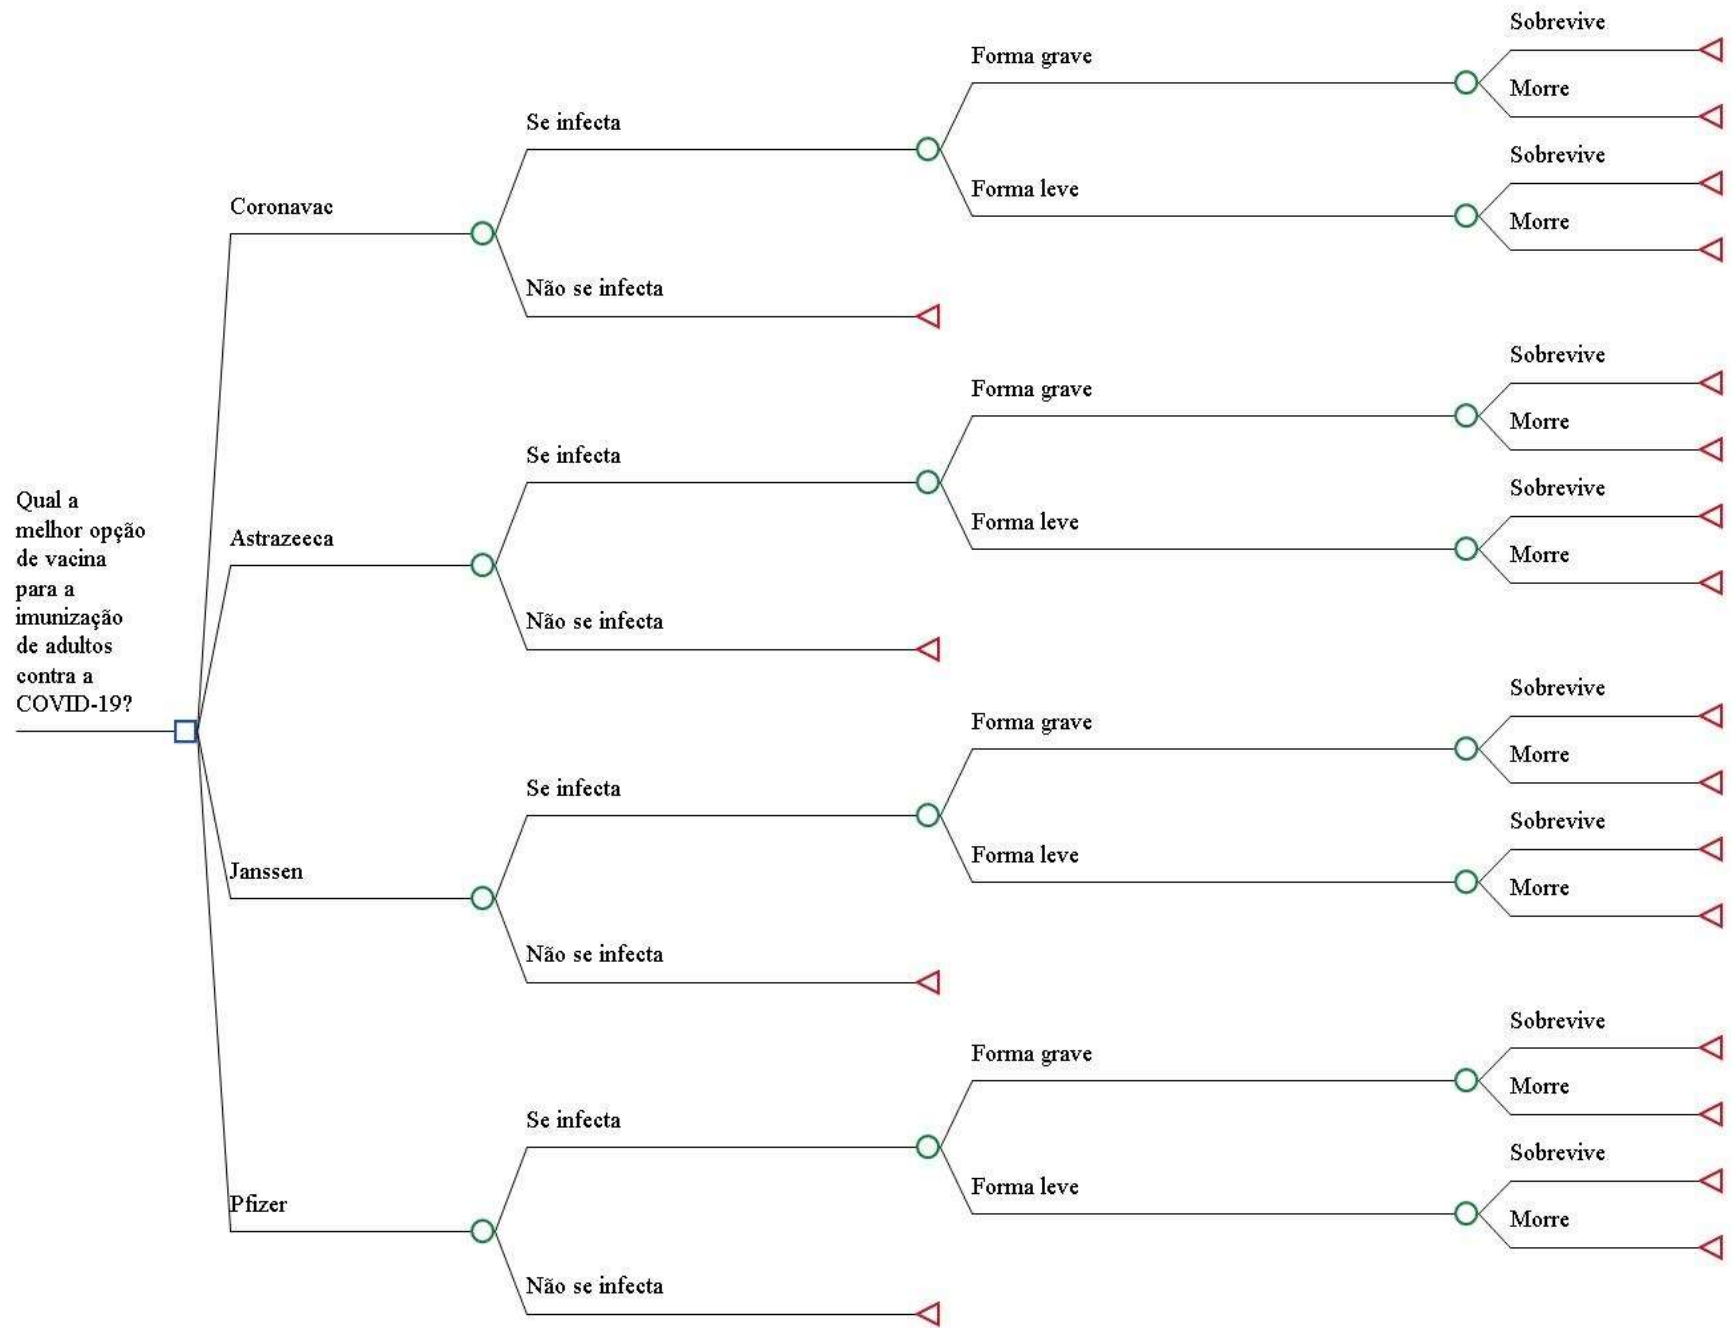 Qual a
melhor opção
de vacina
para a
imunização
de adultos
contra a
COVID-19?
Coronavac
Se infecta
Forma grave
Sobrevive
Morre
Forma leve
Sobrevive
Morre
Não se infecta
Astrazeeca
Se infecta
Forma grave
Sobrevive
Morre
Forma leve
Sobrevive
Morre
Não se infecta
Janssen
Se infecta
Forma grave
Sobrevive
Morre
Forma leve
Sobrevive
Morre
Não se infecta
Pfizer
Se infecta
Forma grave
Sobrevive
Morre
Forma leve
Sobrevive
Morre
Não se infecta